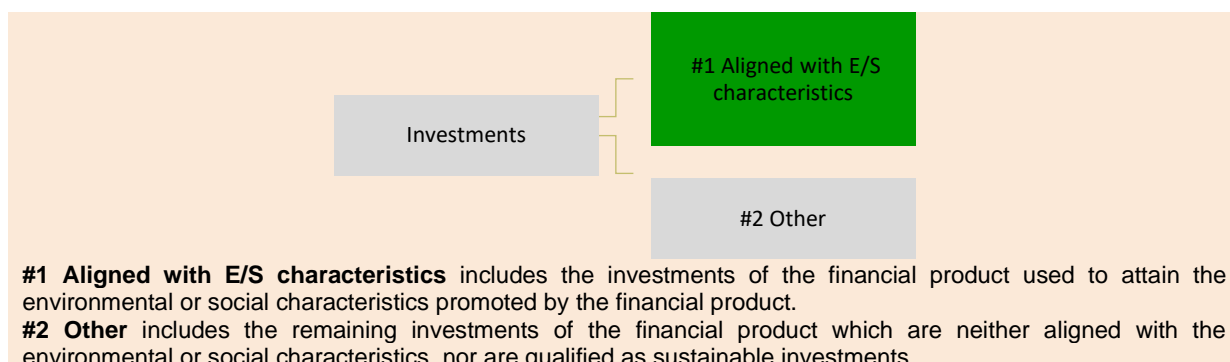 #1 Aligned with E/S
characteristics
Investments
#2 Other
#1 Aligned with E/S characteristics includes the investments of the financial product used to attain the
environmental or social characteristics promoted by the financial product.
#2 Other includes the remaining investments of the financial product which are neither aligned with the
environmental or social characteristics, nor are qualified as sustainable investments.